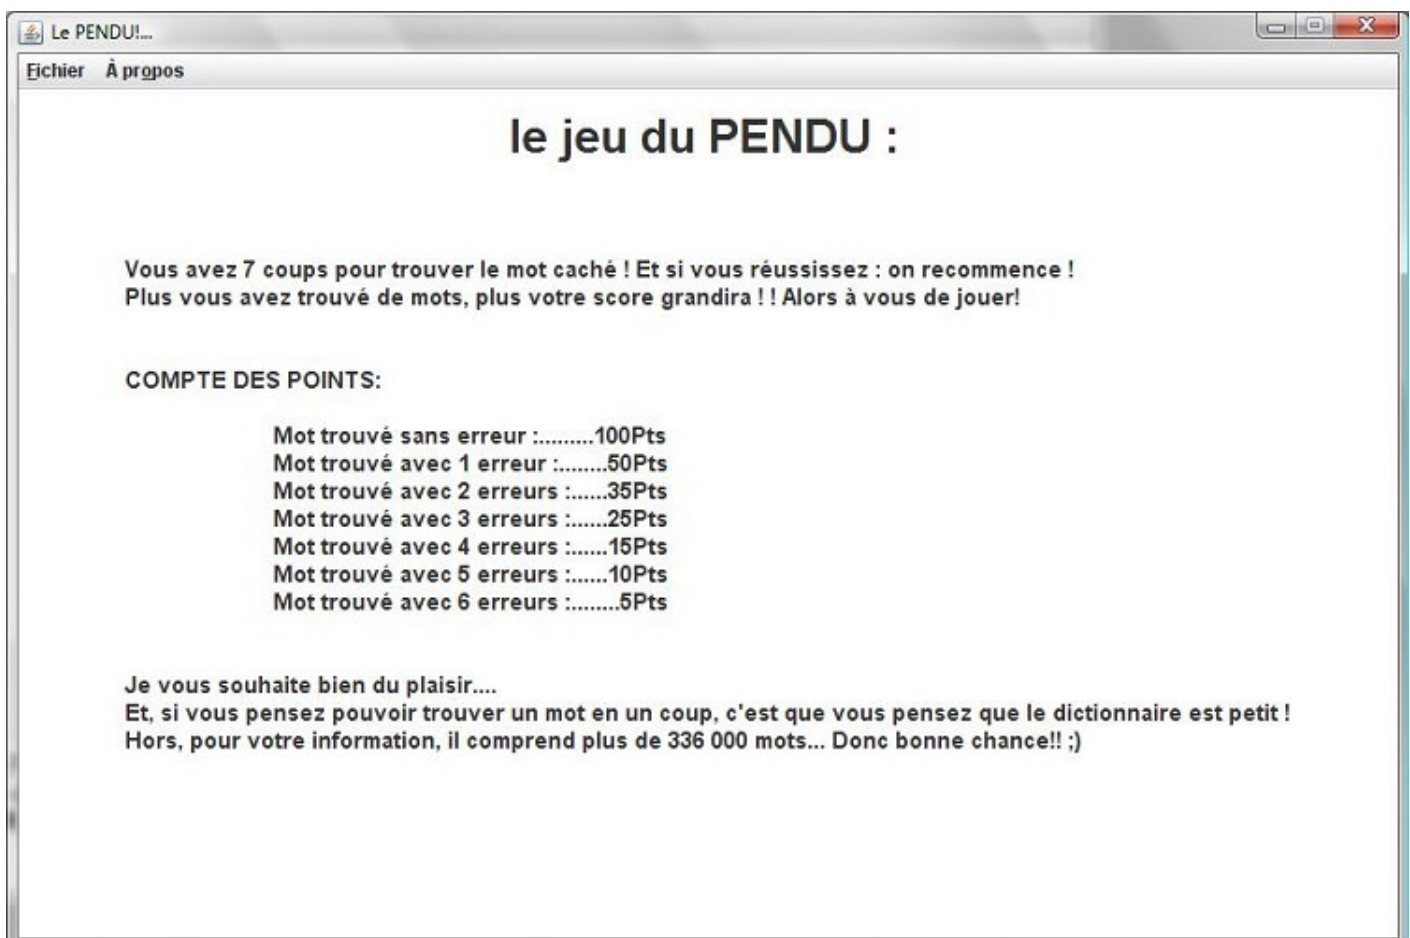 Le PENDU!...
Fichier À propos
le jeu du PENDU :
Vous avez 7 coups pour trouver le mot caché ! Et si vous réussissez : on recommence !
Plus vous avez trouvé de mots, plus votre score grandira ! ! Alors à vous de jouer!
COMPTE DES POINTS:
Mot trouvé sans erreur :.........100Pts
Mot trouvé avec 1 erreur :........50Pts
Mot trouvé avec 2 erreurs :......35Pts
Mot trouvé avec 3 erreurs :......25Pts
Mot trouvé avec 4 erreurs :......15Pts
Mot trouvé avec 5 erreurs :......10Pts
Mot trouvé avec 6 erreurs :........5Pts
Je vous souhaite bien du plaisir....
Et, si vous pensez pouvoir trouver un mot en un coup, c'est que vous pensez que le dictionnaire est petit !
Hors, pour votre information, il comprend plus de 336 000 mots... Donc bonne chance!! ;)